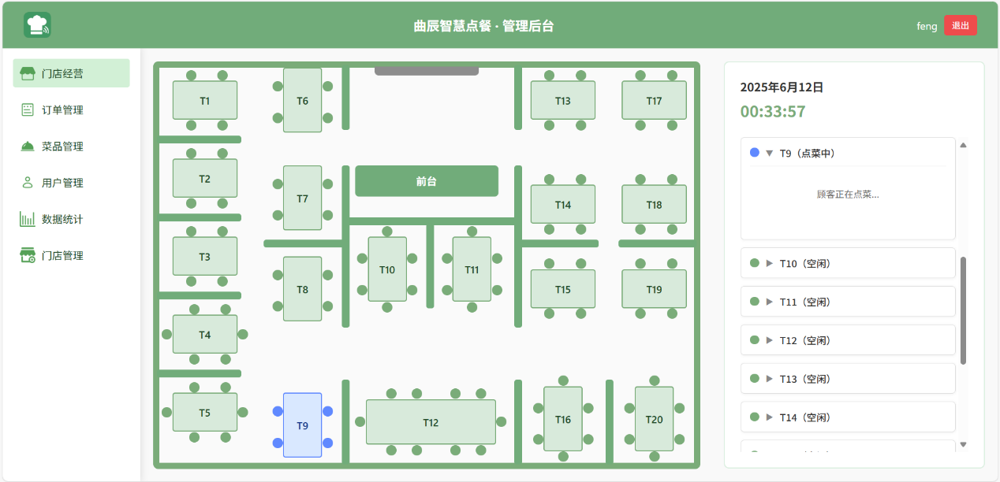 曲辰智慧点餐 · 管理后台
feng
退出
门店经营
订单管理
菜品管理
用户管理
数据统计
门店管理
T1
T6
T13
T17
T2
T7
前台
T14
T18
T3
T8
T10
T11
T15
T19
T4
T5
T9
T12
T16
T20
2025年6月12日
00:33:57
T9（点菜中）
顾客正在点菜...
T10（空闲）
T11（空闲）
T12（空闲）
T13（空闲）
T14（空闲）